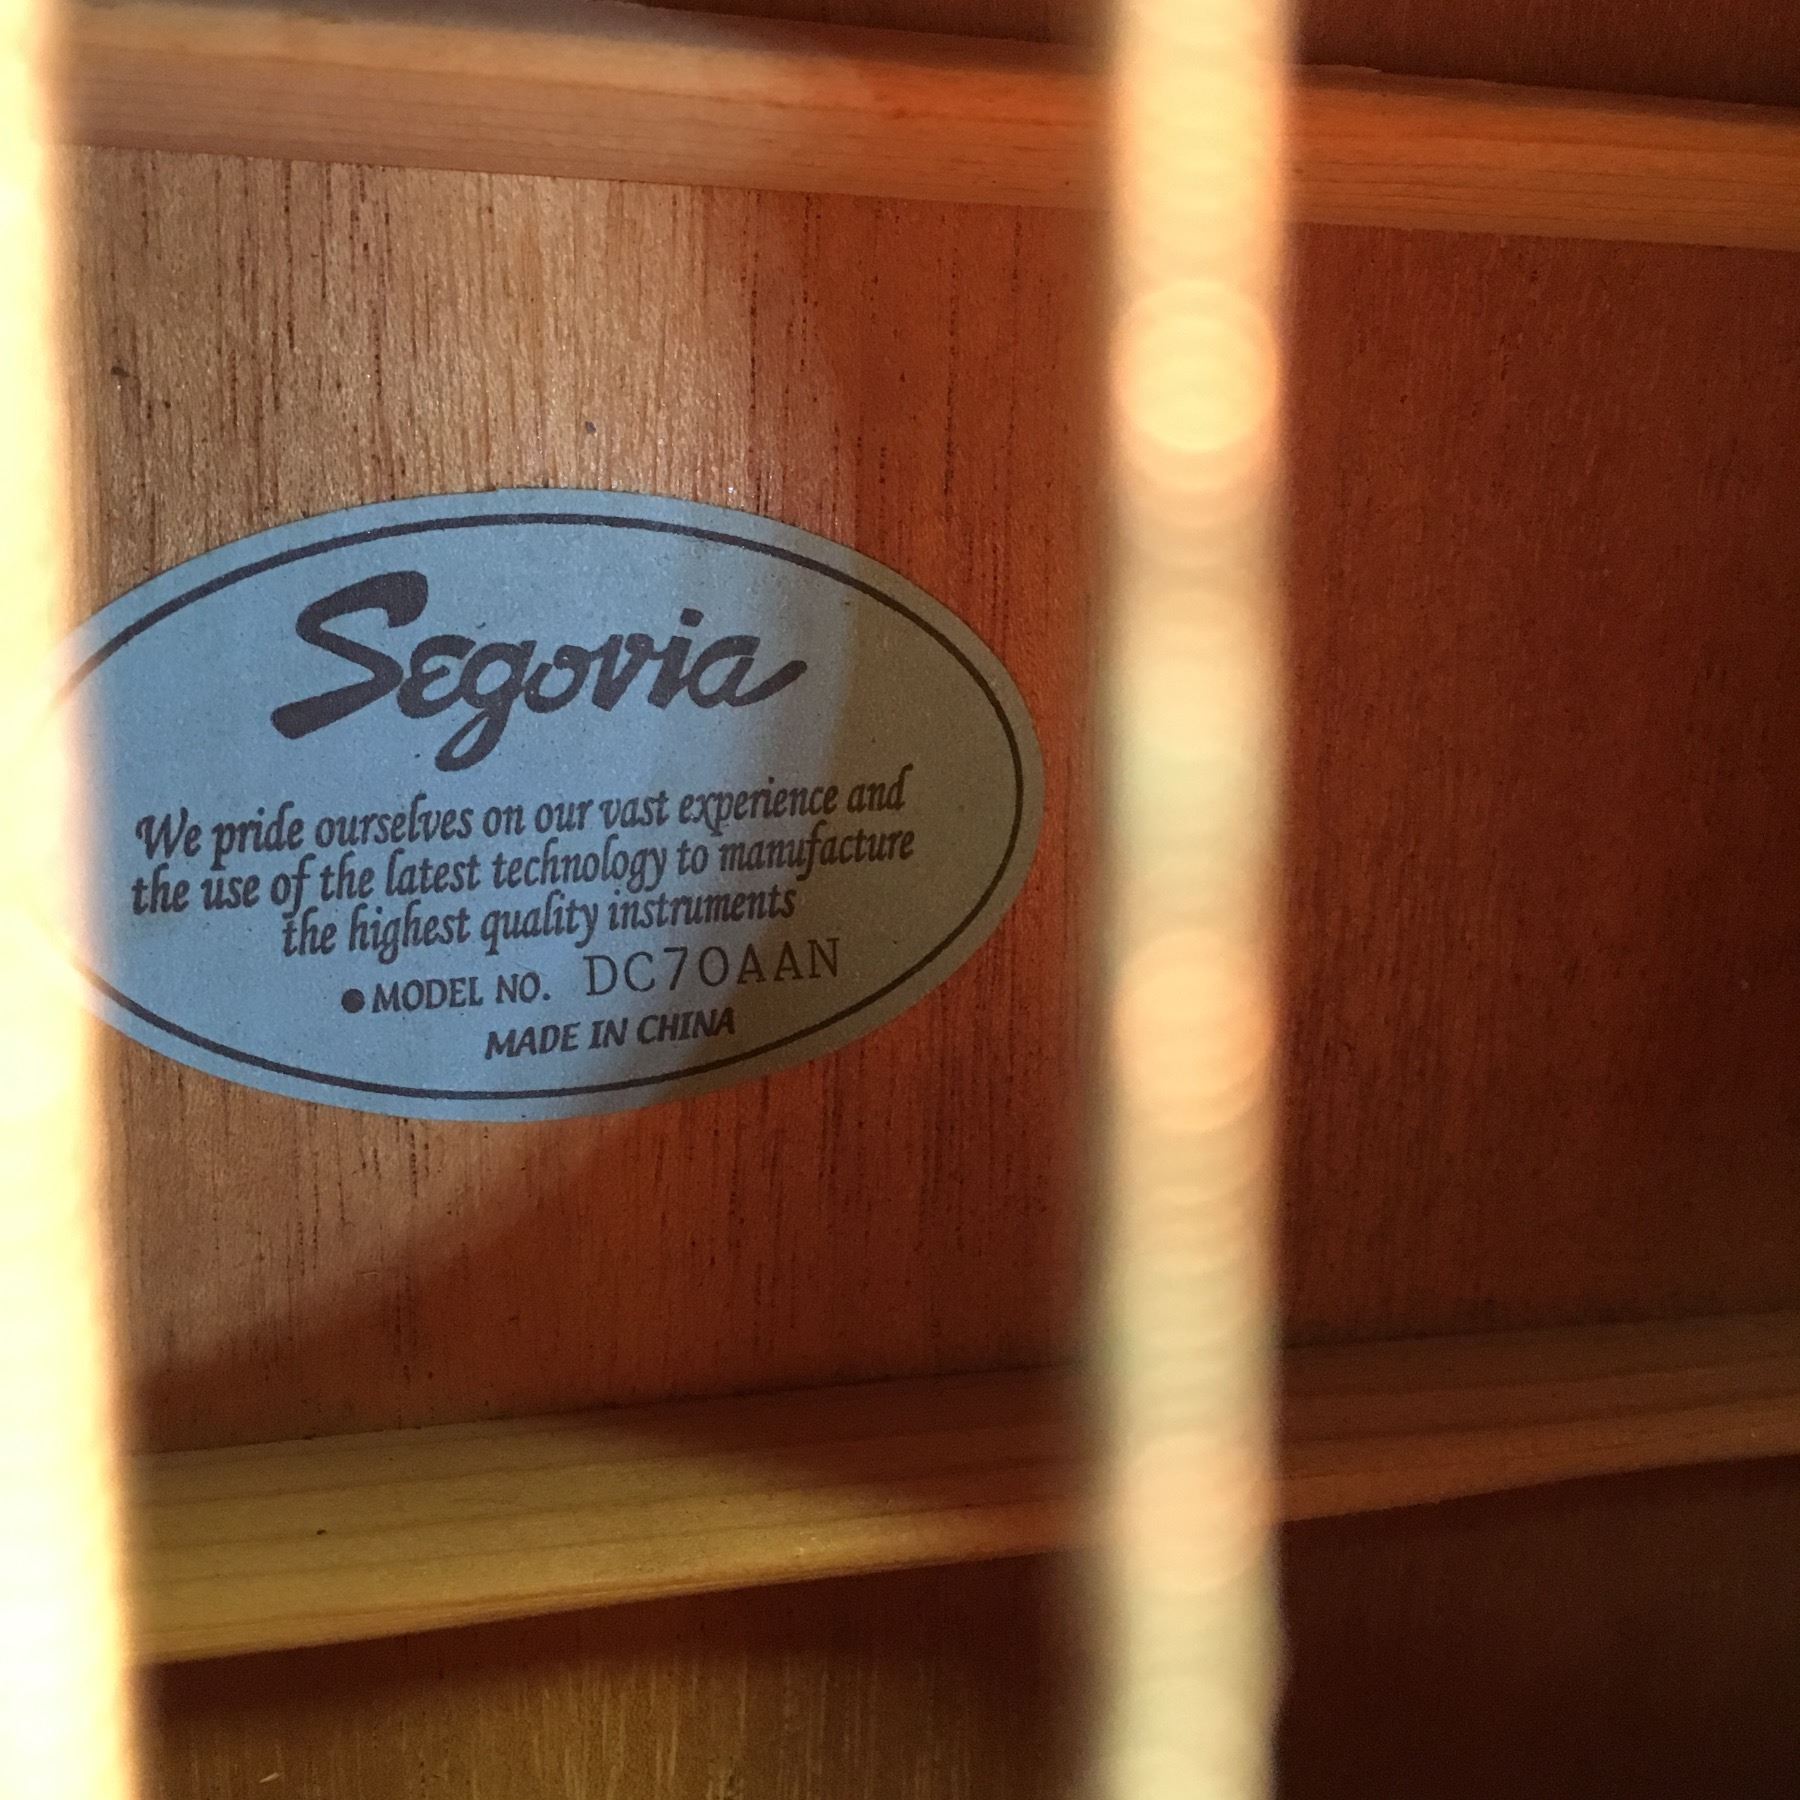 Segovia
We pride ourselves on our vast experience and
the use of the latest technology to manufacture
the highest quality instruments
●MODEL NO. DC70AAN
MADE IN CHINA